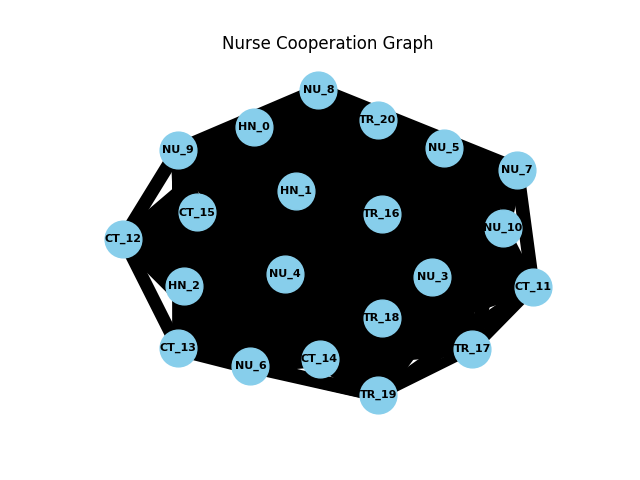 Nurse Cooperation Graph
NU_8
TR_20
HN_0
NU_5
NU_9
NU_7
HN_1
CT_15
TR_16
NU_10
CT_12
NU_4
NU_3
HN_2
CT_11
TR_18
CT_13
TR_17
CT_14
NU_6
TR_19